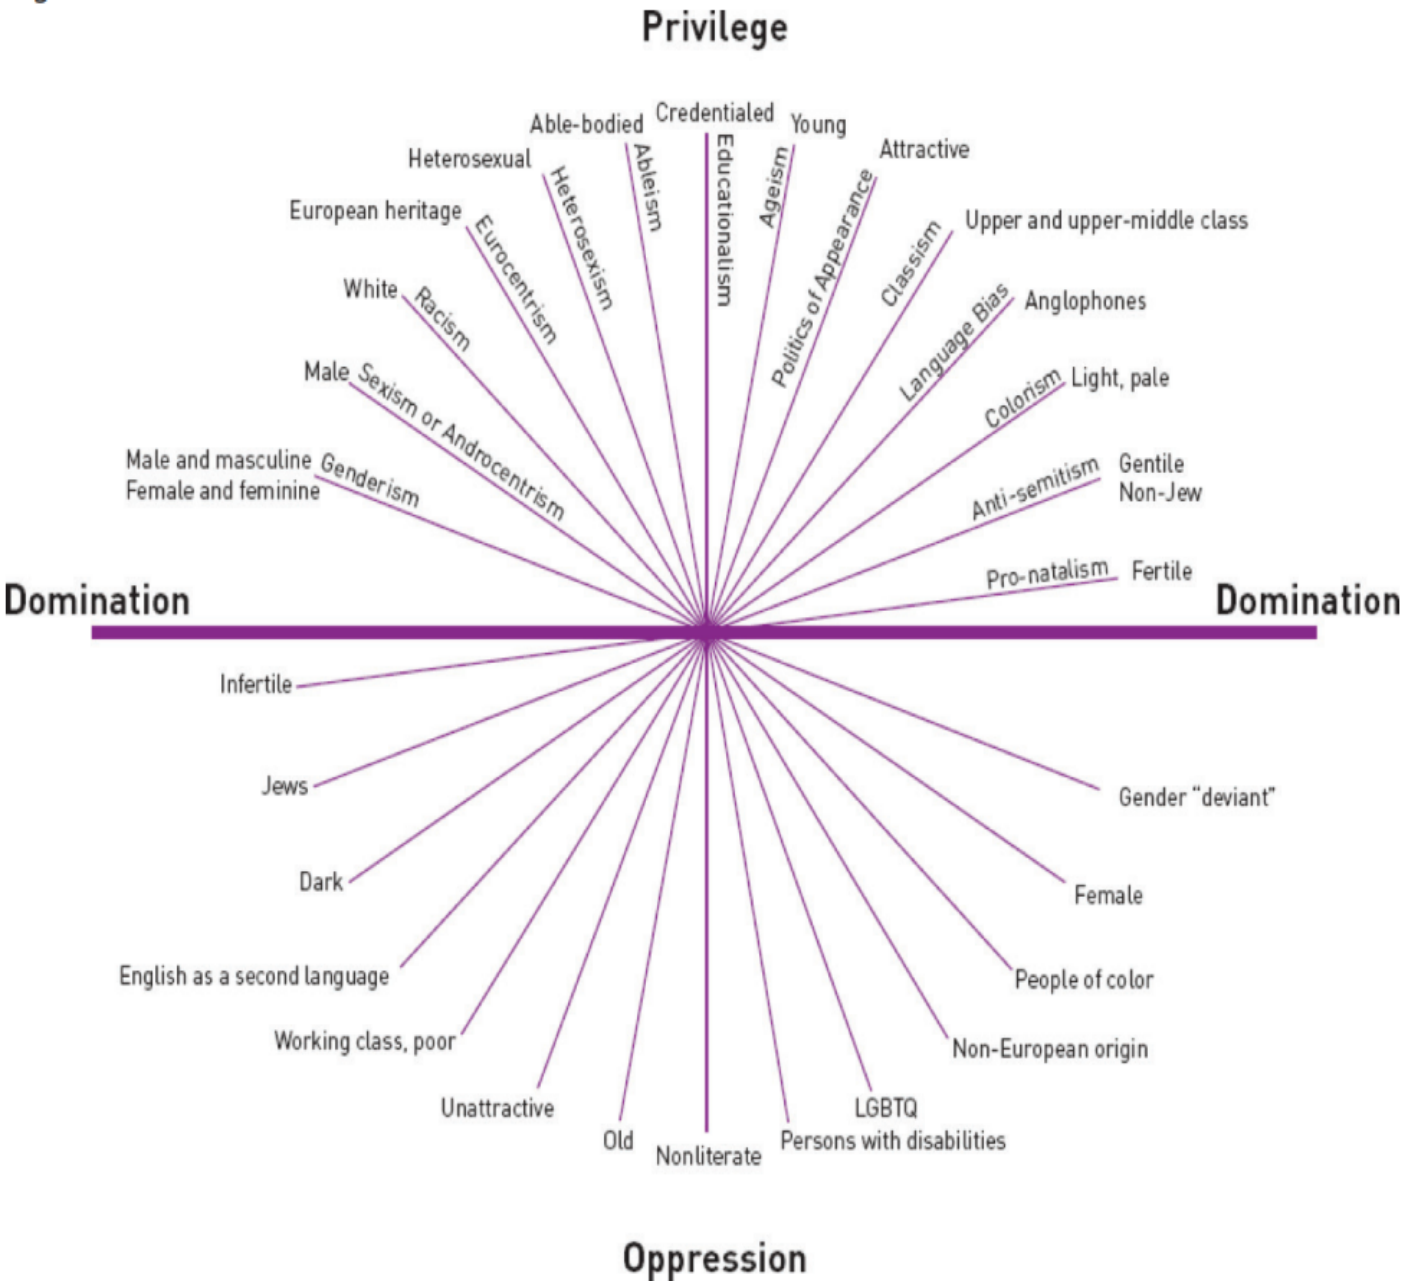 Privilege
Credentialed
Able-bodied
Young
Heterosexual
Attractive
European heritage
Upper and upper-middle class
White
Anglophones
Male
Light, pale
Male and masculine
Female and feminine
Gentile
Non-Jew
Fertile
Genderism
Sexism or Androcentrism
Racism
Eurocentrism
Heterosexism
Ableism
Educationalism
Ageism
Politics of Appearance
Classism
Language Bias
Colorism
Anti-semitism
Pro-natalism
Domination
Domination
Infertile
Jews
Gender “deviant”
Dark
Female
English as a second language
People of color
Working class, poor
Non-European origin
Unattractive
LGBTQ
Old
Persons with disabilities
Nonliterate
Oppression